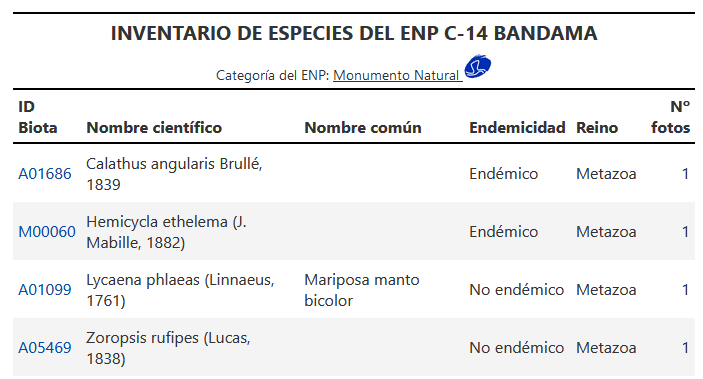 INVENTARIO DE ESPECIES DEL ENP C-14 BANDAMA
Categoría del ENP: Monumento Natural
ID Biota Nombre científico Nombre común Endemicidad Reino Nº fotos
A01686 Calathus angularis Brullé, 1839 Endémico Metazoa 1
M00060 Hemicycla ethelema (J. Mabille, 1882) Endémico Metazoa 1
A01099 Lycaena phlaeas (Linnaeus, 1761) Mariposa manto bicolor No endémico Metazoa 1
A05469 Zoropsis rufipes (Lucas, 1838) No endémico Metazoa 1